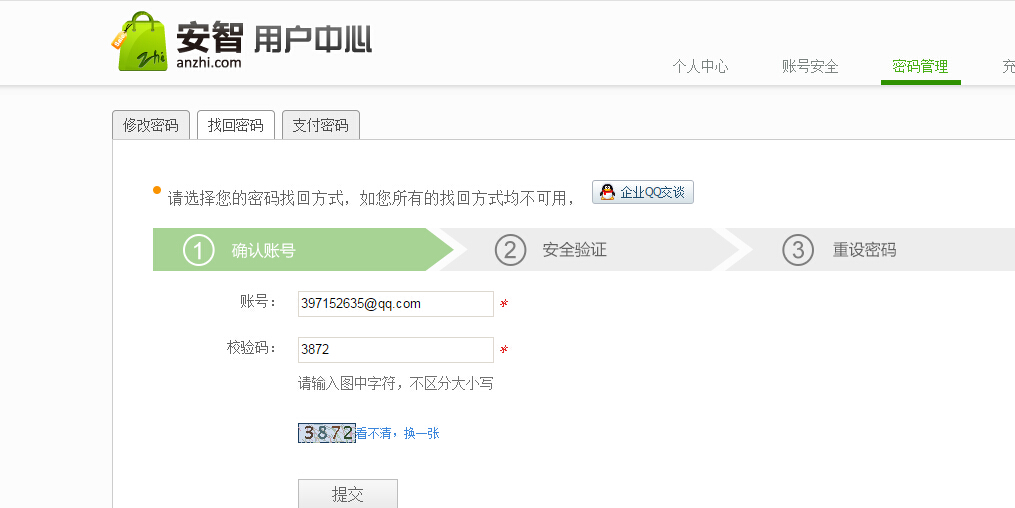 安智 用户中心
anzhi.com
zhi
个人中心 账号安全 密码管理 充
修改密码 找回密码 支付密码
请选择您的密码找回方式，如您所有的找回方式均不可用， 企业QQ交谈
1 确认账号 2 安全验证 3 重设密码
账号： 397152635@qq.com *
校验码： 3872 *
请输入图中字符，不区分大小写
3872 看不清，换一张
提交